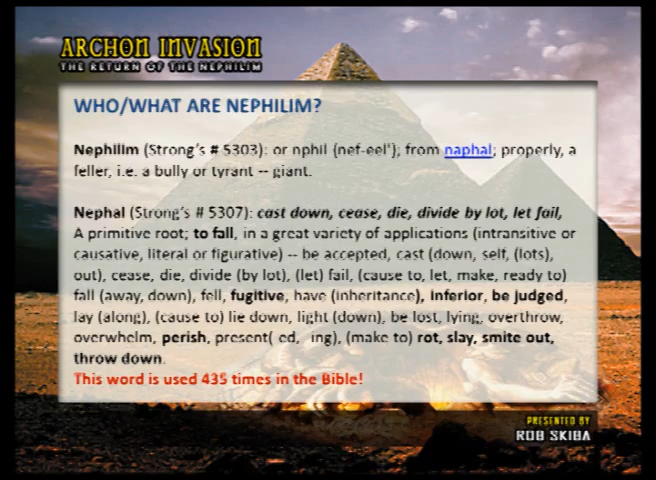 ARCHON INVASION
THE RETURN OF THE NEPHILIM
WHO/WHAT ARE NEPHILIM?
Nephilim (Strong's # 5303): or nphil {nef-eel'}; from naphal; properly, a
feller, i.e. a bully or tyrant -- giant.
Nephal (Strong's # 5307): cast down, cease, die, divide by lot, let fail,
A primitive root; to fall, in a great variety of applications (intransitive or
causative, literal or figurative) -- be accepted, cast (down, self, (lots),
out), cease, die, divide (by lot), (let) fail, (cause to, let, make, ready to)
fall (away, down), fell, fugitive, have (inheritance), inferior, be judged,
lay (along), (cause to) lie down, light (down), be lost, lying, overthrow,
overwhelm, perish, present( ed, ing), (make to) rot, slay, smite out,
throw down.
This word is used 435 times in the Bible!
PRESENTED BY
ROB SKIBA